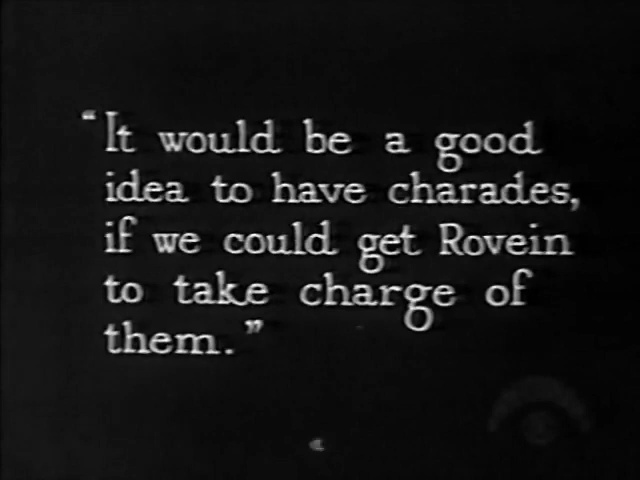 “It would be a good
idea to have charades,
if we could get Rovein
to take charge of
them.”